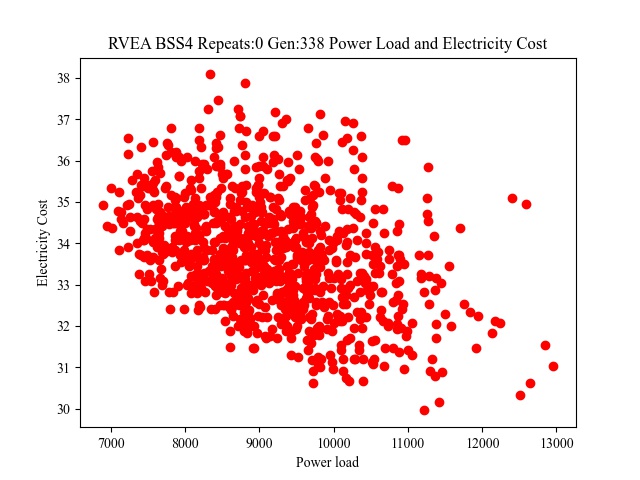 RVEA BSS4 Repeats:0 Gen:338 Power Load and Electricity Cost
38
37
36
35
34
33
32
31
30
Electricity Cost
7000 8000 9000 10000 11000 12000 13000
Power load